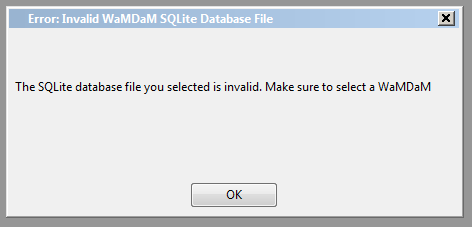 Error: Invalid WaMDaM SQLite Database File
The SQLite database file you selected is invalid. Make sure to select a WaMDaM
OK